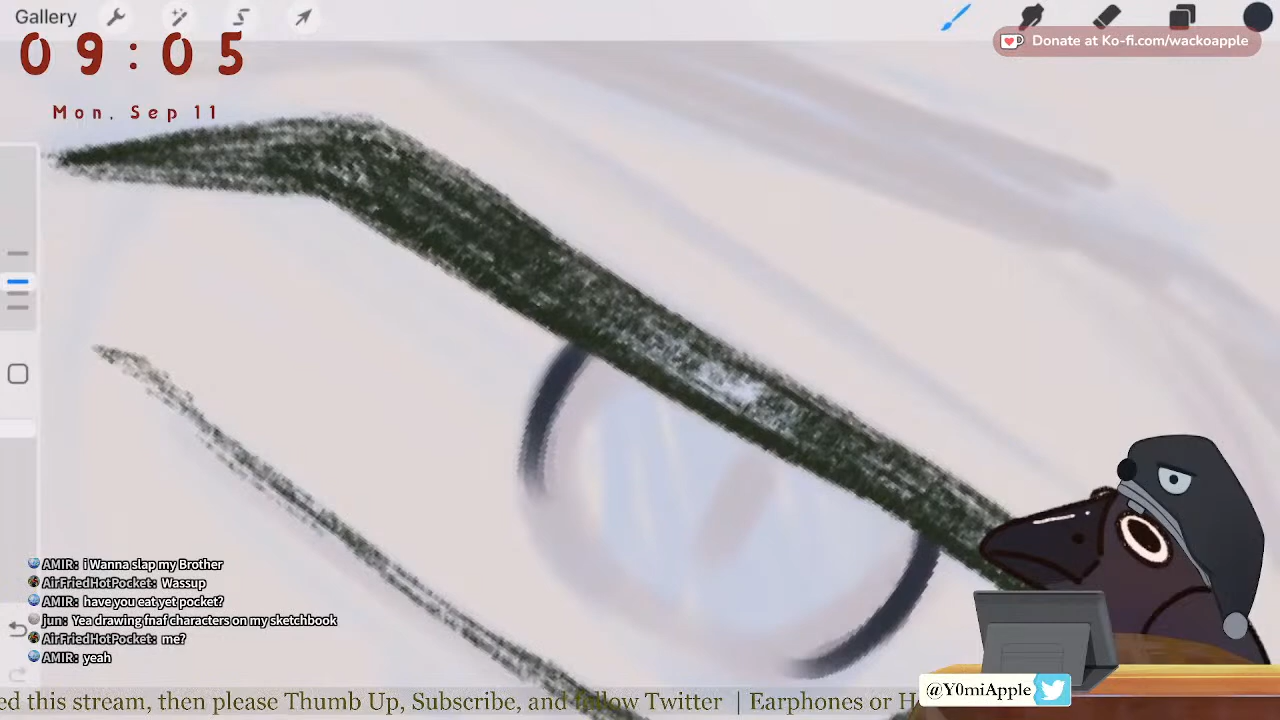 Gallery
09:05
Donate at Ko-fi.com/wackoapple
Mon. Sep 11
AMIR: i Wanna slap my Brother
AirFriedHotPocket: Wassup
AMIR: have you eat yet pocket?
jun: Yea drawing fnaf characters on my sketchbook
AirFriedHotPocket: me?
AMIR: yeah
@Y0miApple
this stream, then please Thumb Up, Subscribe, and follow Twitter | Earphones or